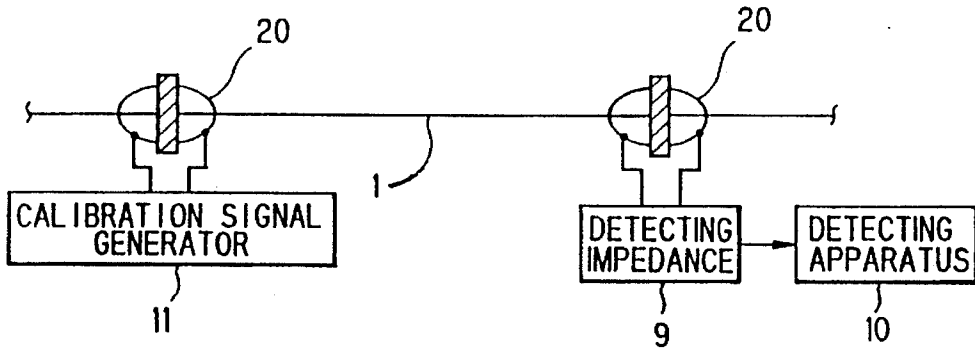 20
20
1
CALIBRATION SIGNAL
GENERATOR
DETECTING
IMPEDANCE
DETECTING
APPARATUS
11
9
10